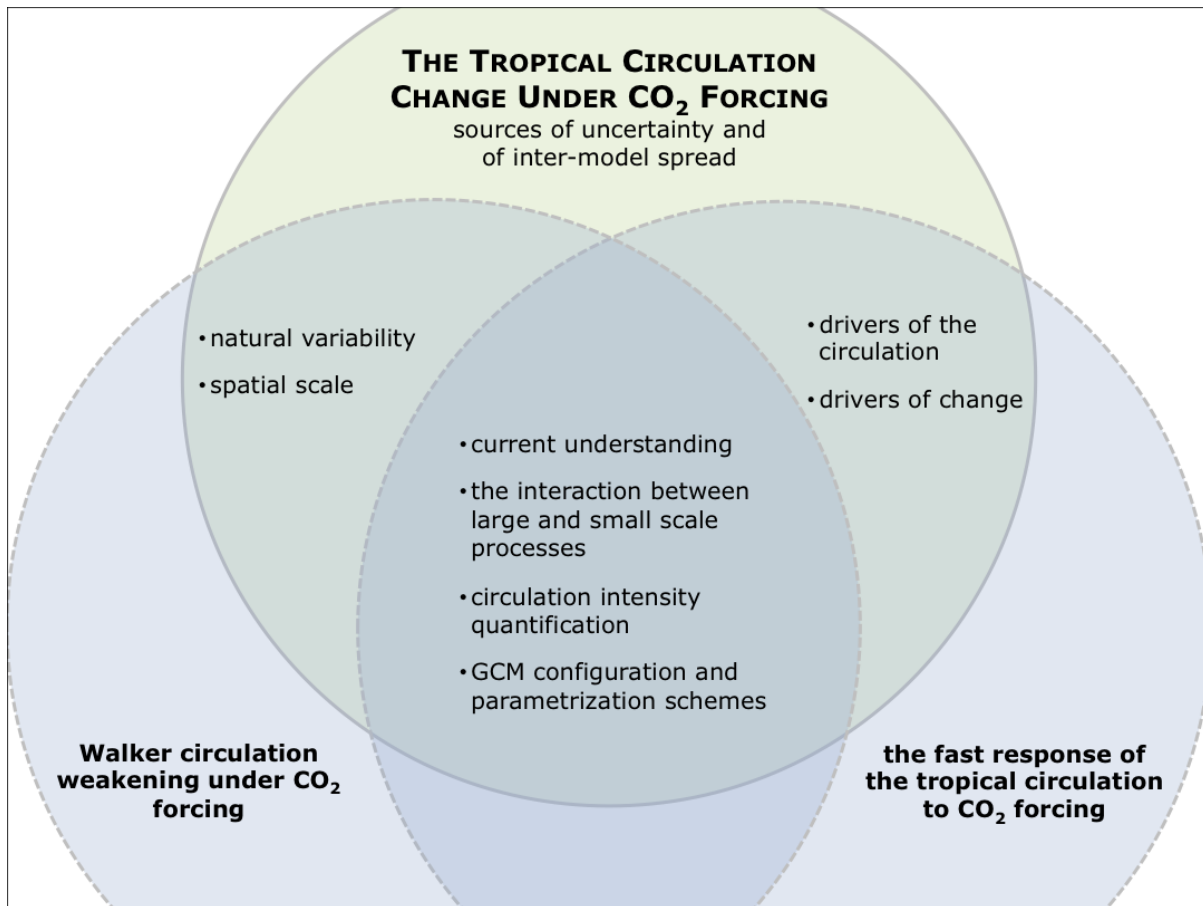 THE TROPICAL CIRCULATION
CHANGE UNDER CO₂ FORCING
sources of uncertainty and
of inter-model spread
• natural variability
• spatial scale
• drivers of the
circulation
• drivers of change
• current understanding
• the interaction between
large and small scale
processes
• circulation intensity
quantification
• GCM configuration and
parametrization schemes
Walker circulation
weakening under CO₂
forcing
the fast response of
the tropical circulation
to CO₂ forcing